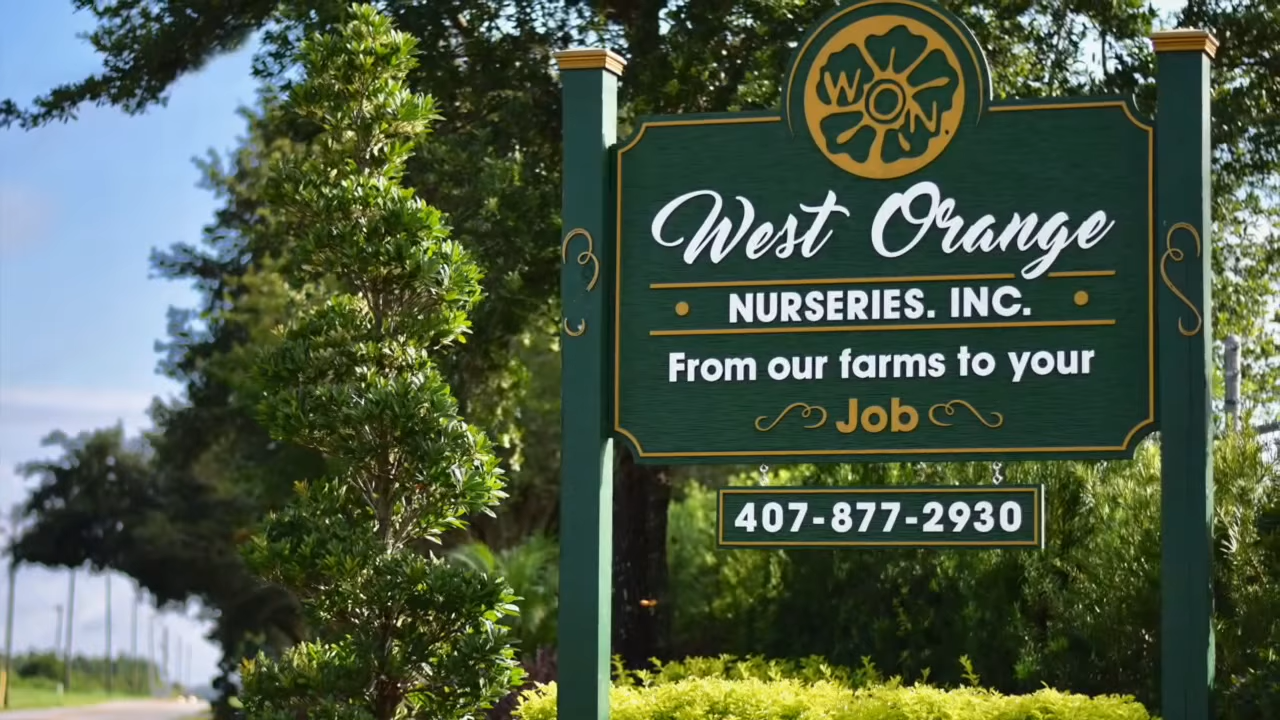 WON
West Orange
NURSERIES. INC.
From our farms to your
Job
407-877-2930